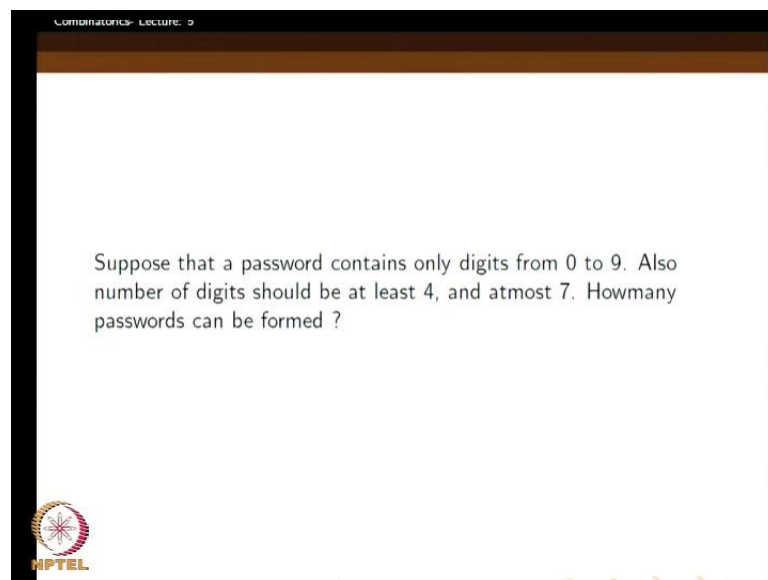 Combinatorics- Lecture: 5
Suppose that a password contains only digits from 0 to 9. Also
number of digits should be at least 4, and atmost 7. Howmany
passwords can be formed ?
NPTEL